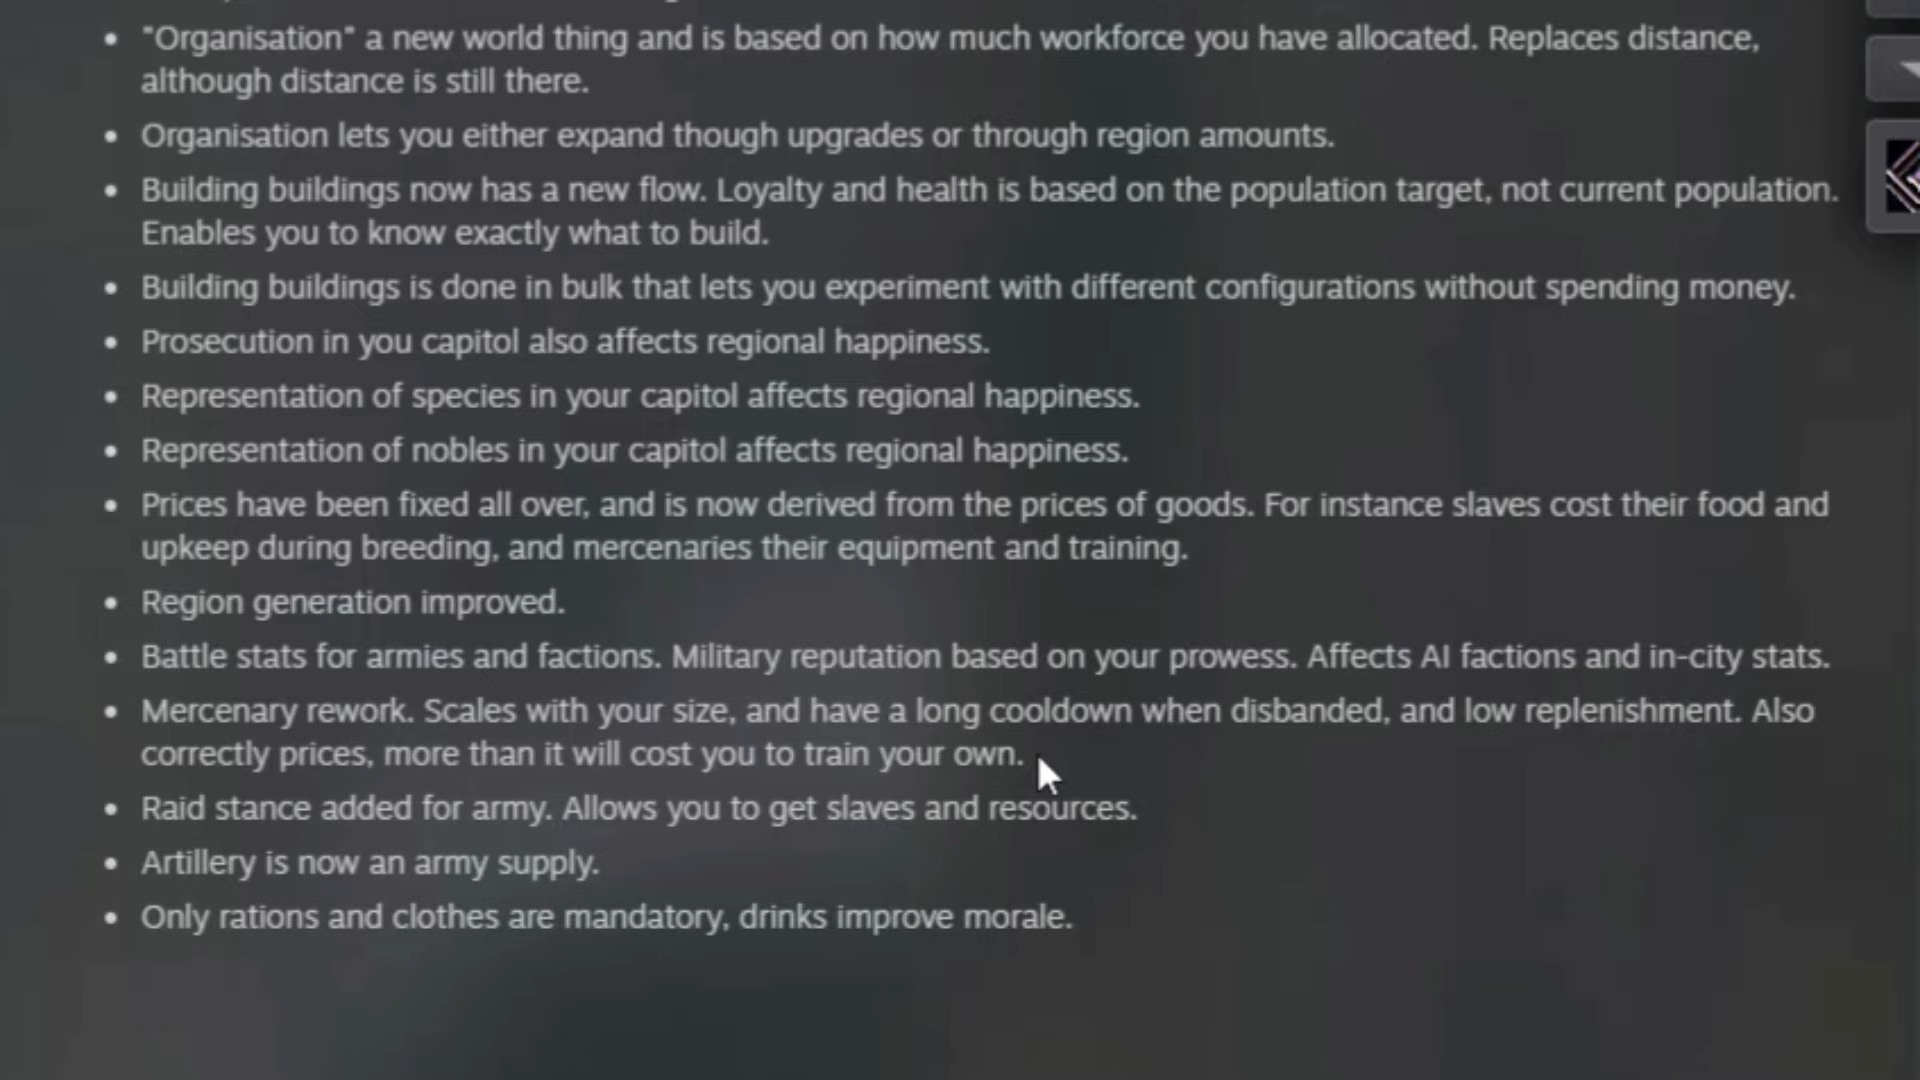 • "Organisation" a new world thing and is based on how much workforce you have allocated. Replaces distance,
although distance is still there.
• Organisation lets you either expand though upgrades or through region amounts.
• Building buildings now has a new flow. Loyalty and health is based on the population target, not current population.
Enables you to know exactly what to build.
• Building buildings is done in bulk that lets you experiment with different configurations without spending money.
• Prosecution in you capitol also affects regional happiness.
• Representation of species in your capitol affects regional happiness.
• Representation of nobles in your capitol affects regional happiness.
• Prices have been fixed all over, and is now derived from the prices of goods. For instance slaves cost their food and
upkeep during breeding, and mercenaries their equipment and training.
• Region generation improved.
• Battle stats for armies and factions. Military reputation based on your prowess. Affects AI factions and in-city stats.
• Mercenary rework. Scales with your size, and have a long cooldown when disbanded, and low replenishment. Also
correctly prices, more than it will cost you to train your own.
• Raid stance added for army. Allows you to get slaves and resources.
• Artillery is now an army supply.
• Only rations and clothes are mandatory, drinks improve morale.